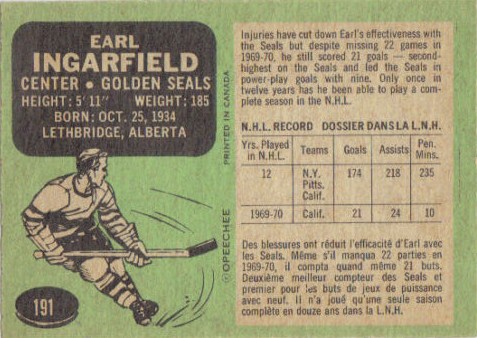 EARL
INGARFIELD
CENTER • GOLDEN SEALS
HEIGHT: 5' 11" WEIGHT: 185
BORN: OCT. 25, 1934
LETHBRIDGE, ALBERTA
191
©OPEECHEE PRINTED IN CANADA
Injuries have cut down Earl's effectiveness with
the Seals but despite missing 22 games in
1969-70, he still scored 21 goals — second-
highest on the Seals and led the Seals in
power-play goals with nine. Only once in
twelve years has he been able to play a com-
plete season in the N.H.L.
N.H.L. RECORD DOSSIER DANS LA L.N.H.
Yrs. Played in N.H.L. Teams Goals Assists Pen. Mins.
12 N.Y. Pitts. Calif. 174 218 235
1969-70 Calif. 21 24 10
Des blessures ont réduit l'efficacité d'Earl avec
les Seals. Même s'il manqua 22 parties en
1969-70, il compta quand même 21 buts.
Deuxième meilleur compteur des Seals et
premier pour les buts de jeux de puissance
avec neuf. Il n'a joué qu'une seule saison
complète en douze ans dans la L.N.H.